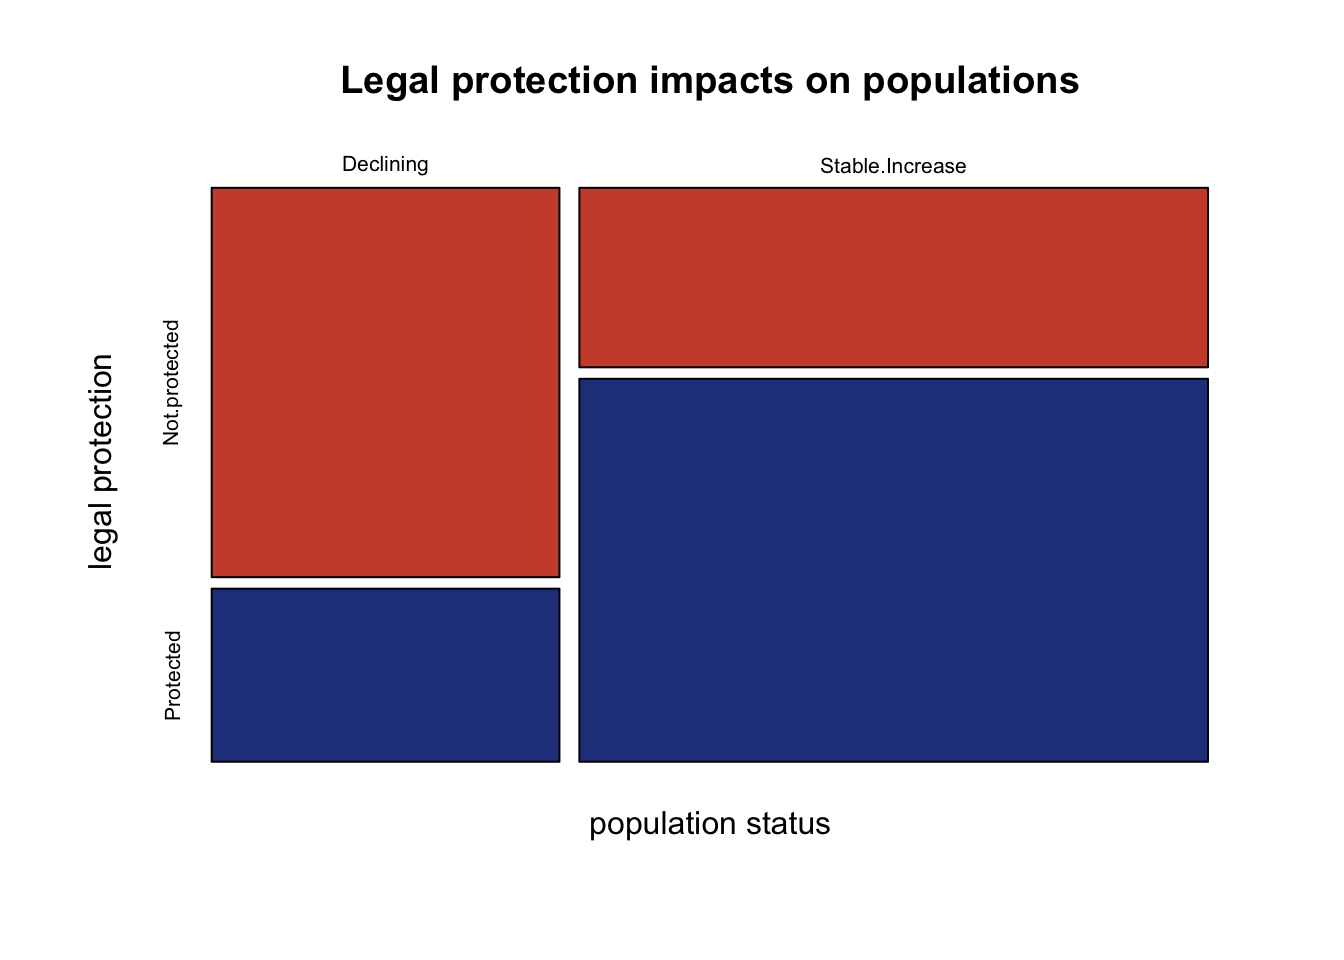 Legal protection impacts on populations
Declining
Stable.Increase
legal protection
Not.protected
Protected
population status